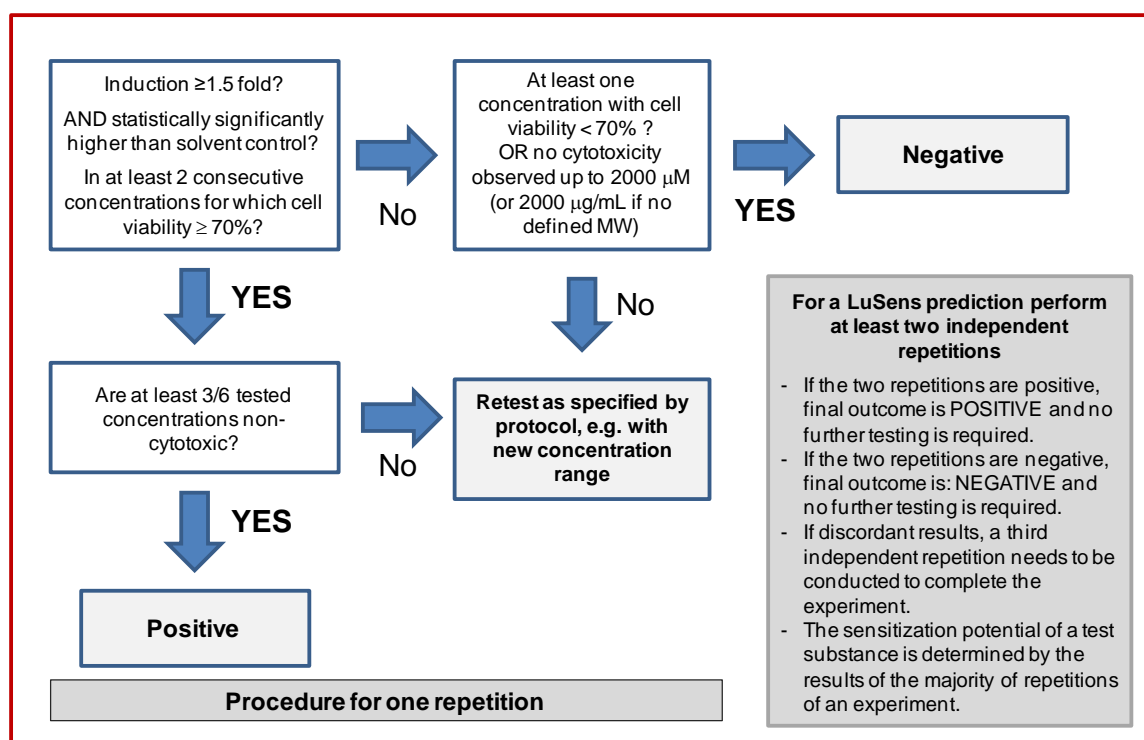 Induction ≥1.5 fold?
AND statistically significantly
higher than solvent control?
In at least 2 consecutive
concentrations for which cell
viability ≥ 70%?
No
At least one
concentration with cell
viability < 70% ?
OR no cytotoxicity
observed up to 2000 μM
(or 2000 μg/mL if no
defined MW)
YES
Negative
YES
No
Are at least 3/6 tested
concentrations non-
cytotoxic?
No
Retest as specified by
protocol, e.g. with
new concentration
range
YES
Positive
Procedure for one repetition
For a LuSens prediction perform
at least two independent
repetitions
- If the two repetitions are positive,
final outcome is POSITIVE and no
further testing is required.
- If the two repetitions are negative,
final outcome is: NEGATIVE and
no further testing is required.
- If discordant results, a third
independent repetition needs to be
conducted to complete the
experiment.
- The sensitization potential of a test
substance is determined by the
results of the majority of repetitions
of an experiment.